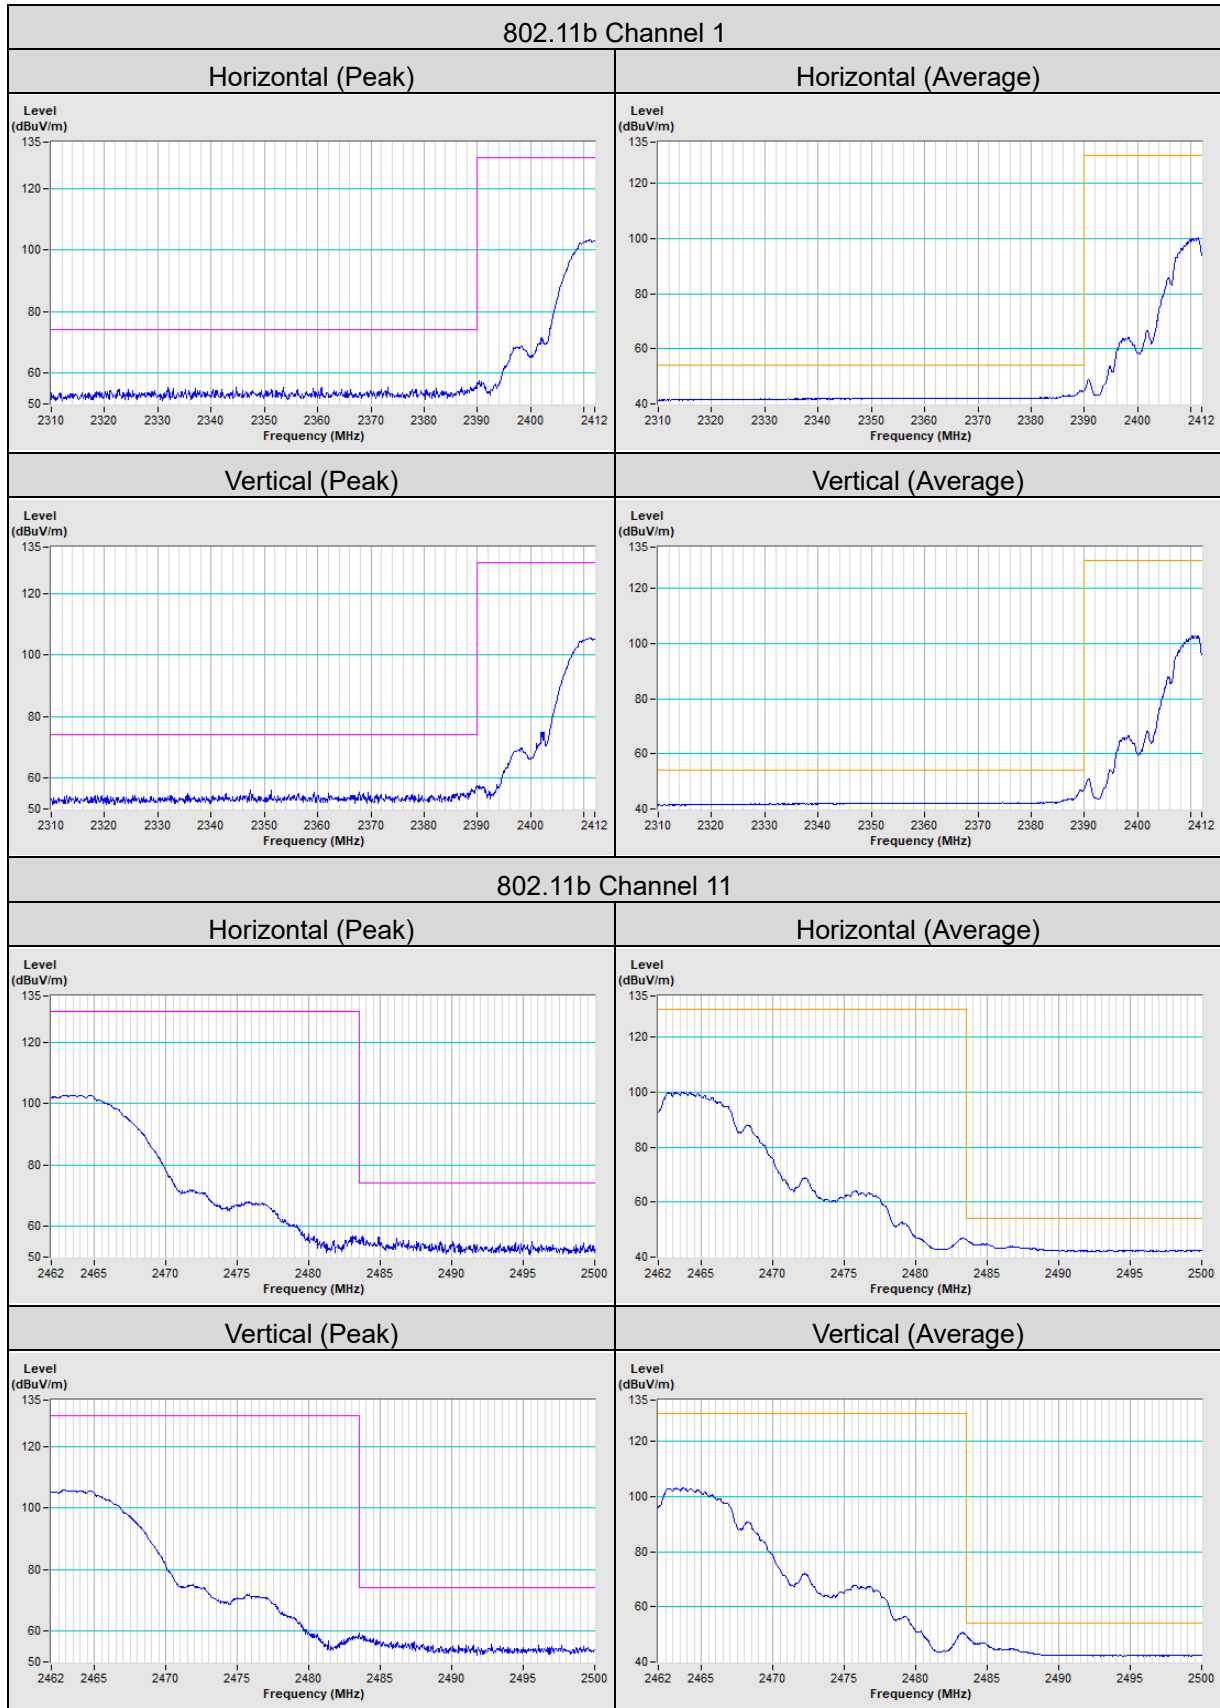 802.11b Channel 1
Horizontal (Peak)
Horizontal (Average)
Level
(dBuV/m)
135
120
100
80
60
50
2310 2320 2330 2340 2350 2360 2370 2380 2390 2400 2412
Frequency (MHz)
Level
(dBuV/m)
135
120
100
80
60
40
2310 2320 2330 2340 2350 2360 2370 2380 2390 2400 2412
Frequency (MHz)
Vertical (Peak)
Vertical (Average)
Level
(dBuV/m)
135
120
100
80
60
50
2310 2320 2330 2340 2350 2360 2370 2380 2390 2400 2412
Frequency (MHz)
Level
(dBuV/m)
135
120
100
80
60
40
2310 2320 2330 2340 2350 2360 2370 2380 2390 2400 2412
Frequency (MHz)
802.11b Channel 11
Horizontal (Peak)
Horizontal (Average)
Level
(dBuV/m)
135
120
100
80
60
50
2462 2465 2470 2475 2480 2485 2490 2495 2500
Frequency (MHz)
Level
(dBuV/m)
135
120
100
80
60
40
2462 2465 2470 2475 2480 2485 2490 2495 2500
Frequency (MHz)
Vertical (Peak)
Vertical (Average)
Level
(dBuV/m)
135
120
100
80
60
50
2462 2465 2470 2475 2480 2485 2490 2495 2500
Frequency (MHz)
Level
(dBuV/m)
135
120
100
80
60
40
2462 2465 2470 2475 2480 2485 2490 2495 2500
Frequency (MHz)